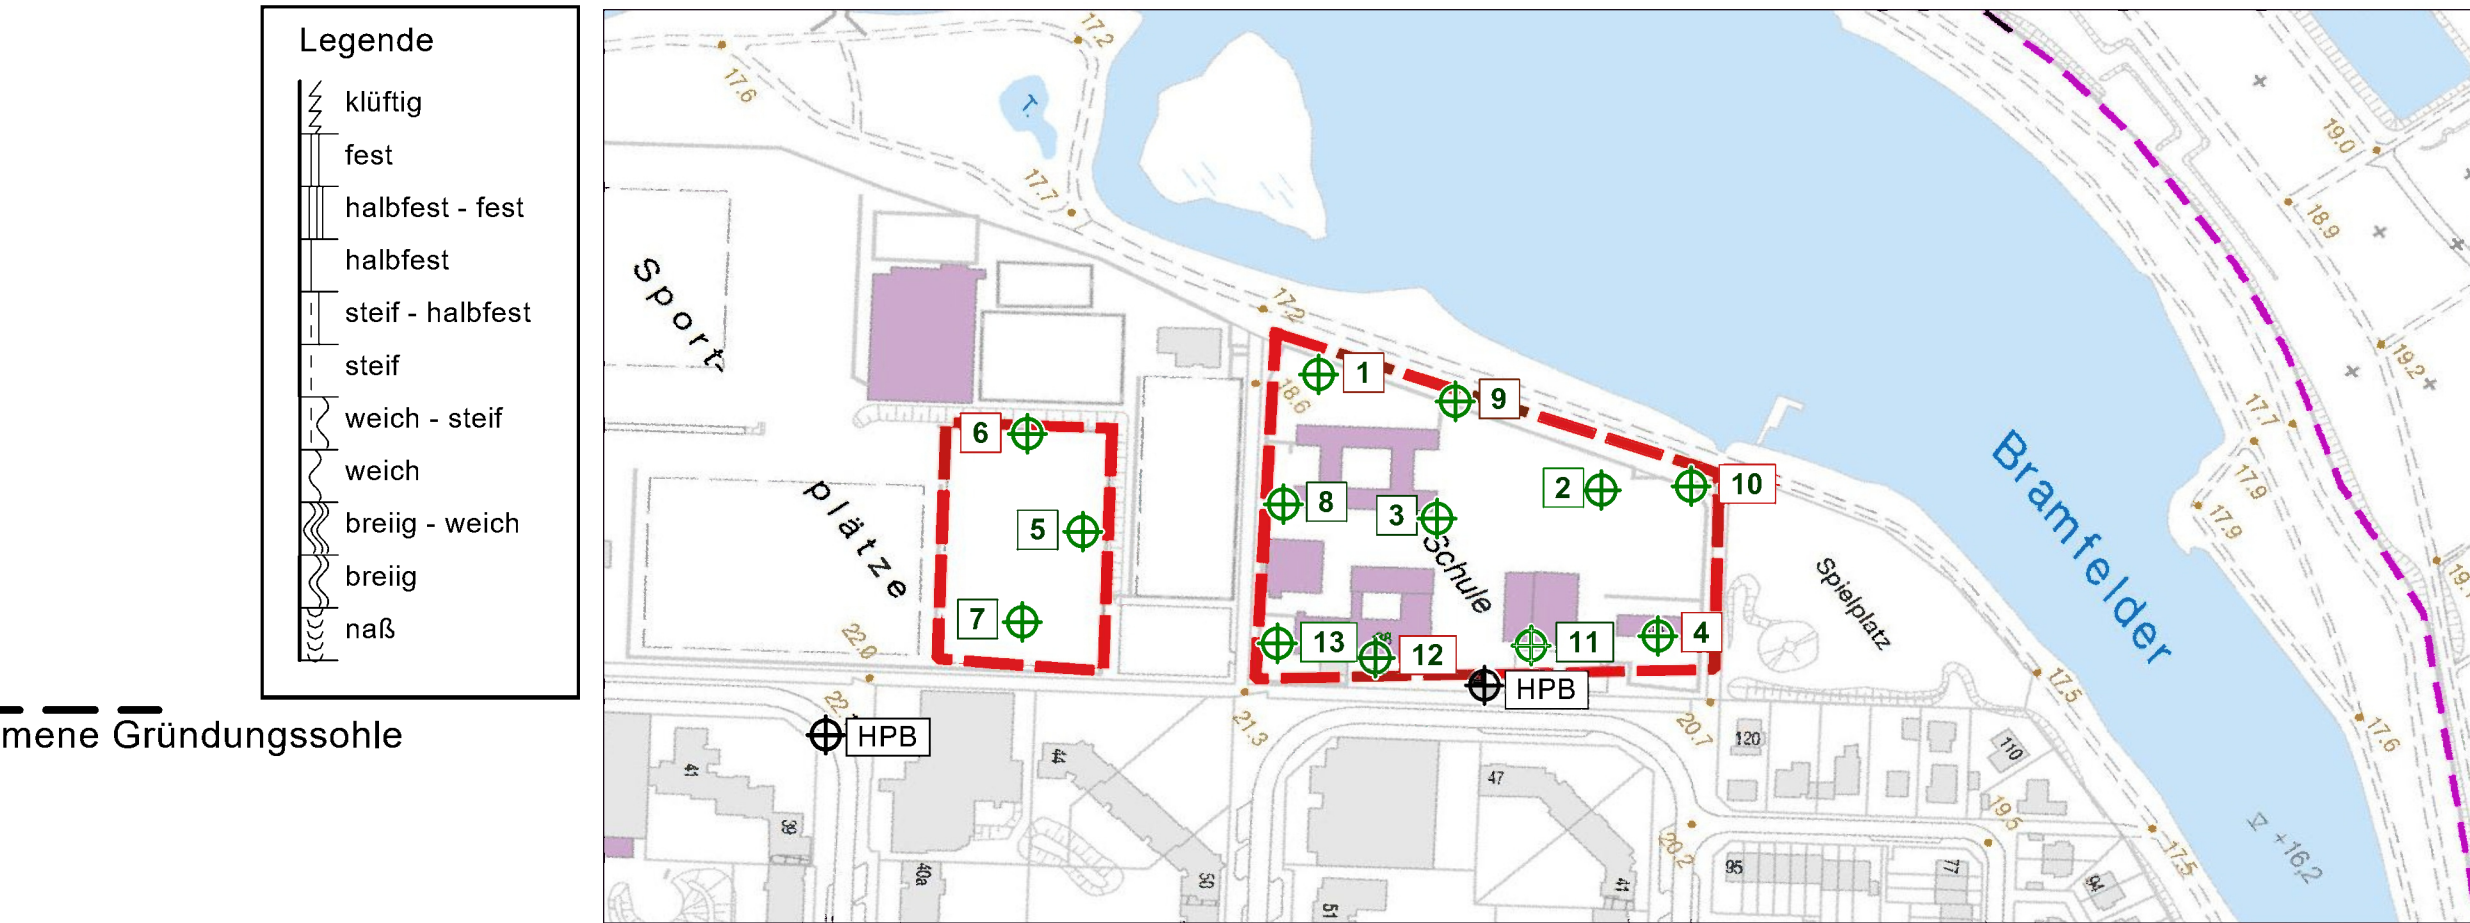 Legende
klüftig
fest
halbfest - fest
halbfest
steif - halbfest
steif
weich - steif
weich
breiig - weich
breiig
naß
mene Gründungssohle
17.2
17.6
T.
17.7
Sport-
plätze
17.2
18.6
1
9
6
5
7
8
3
2
10
Schule
13
12
11
4
HPB
HPB
22.0
21.3
20.7
Spielplatz
Bramfelder
19.0
18.9
19.2
17.7
17.9
17.9
17.5
17.6
19.5
17.5
20.2
+16,2
41
39
44
40a
50
47
51
41
120
110
95
77
94